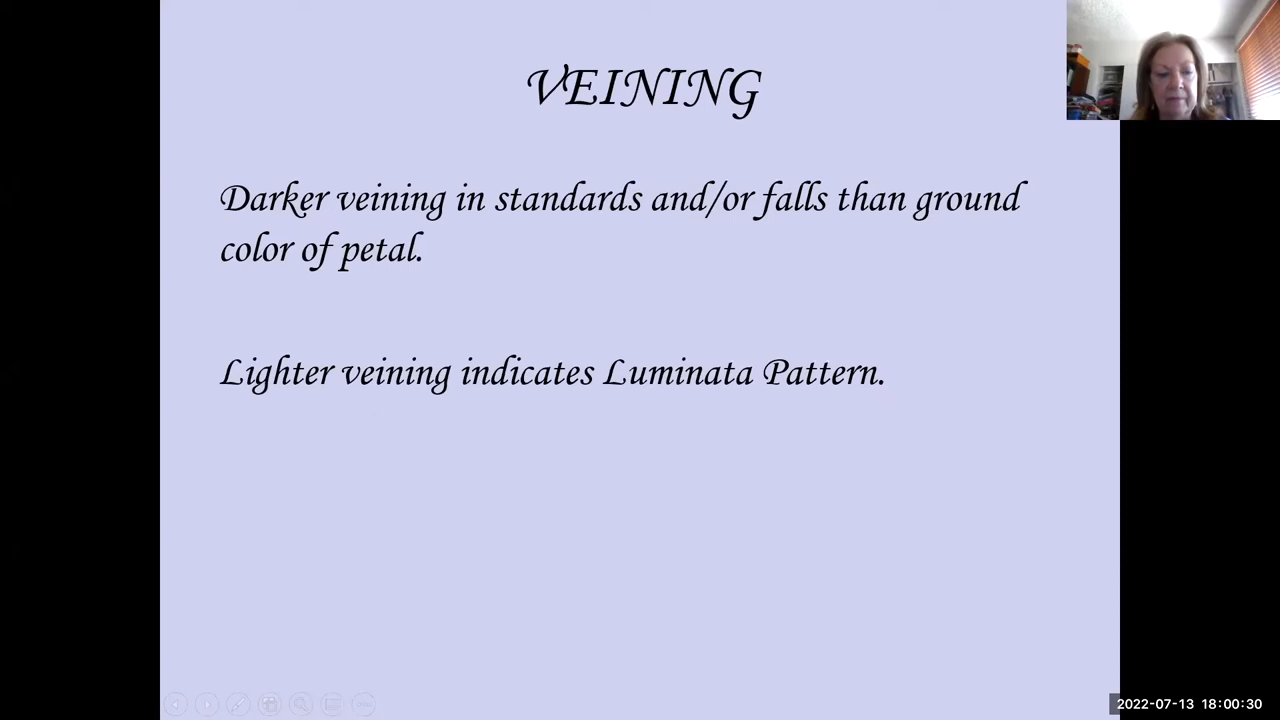 VEINING
Darker veining in standards and/or falls than ground
color of petal.
Lighter veining indicates Luminata Pattern.
2022-07-13 18:00:30